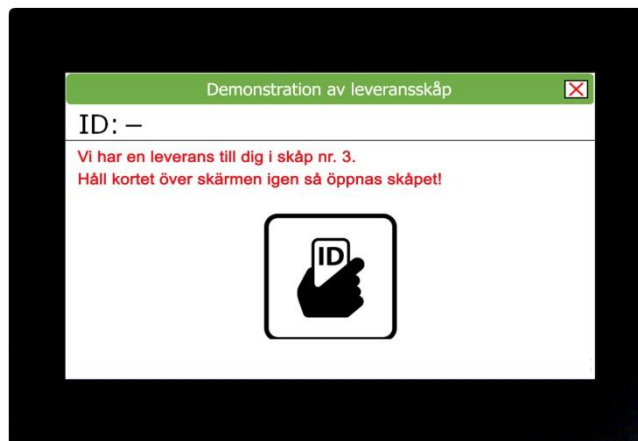 Demonstration av leveransskåp
ID: –
Vi har en leverans till dig i skåp nr. 3.
Håll kortet över skärmen igen så öppnas skåpet!
ID